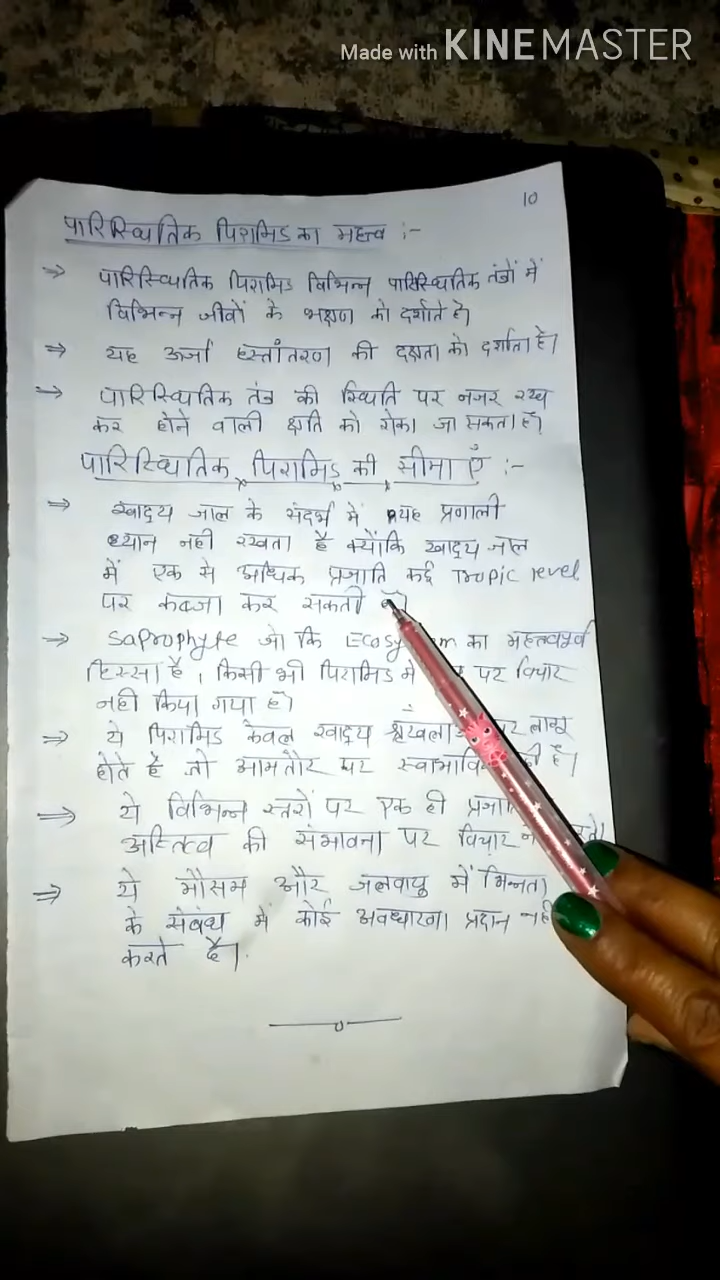 Made with KINEMASTER
10
पारिस्थितिक पिरामिड का महत्व :-
⇒ पारिस्थितिक पिरामिड विभिन्न पारिस्थितिक तंत्रों में
विभिन्न जीवों के भक्षण को दर्शाते है।
⇒ यह ऊर्जा हस्तांतरण की दक्षता को दर्शाता है।
⇒ पारिस्थितिक तंत्र की स्थिति पर नजर रख
कर होने वाली क्षति को रोका जा सकता है।
पारिस्थितिक पिरामिड की सीमाएँ :-
⇒ खाद्य जाल के संदर्भ में यह प्रणाली
ध्यान नही रखता है क्योंकि खाद्य जाल
में एक से अधिक प्रजाति कई Tropic level
पर कब्जा कर सकती है।
⇒ Saprophyte जो कि का महत्वपूर्ण
हिस्सा है, किसी भी पिरामिड में पर विचार
नही किया गया है।
⇒ ये पिरामिड केवल खाद्य पर लागू
होते है जो आमतौर पर है।
⇒ ये विभिन्न स्तरों पर एक ही
अस्तित्व की संभावना पर विचार
⇒ ये मौसम और जलवायु में भिन्नता
के संबंध में कोई अवधारणा प्रदान नही
करते है।